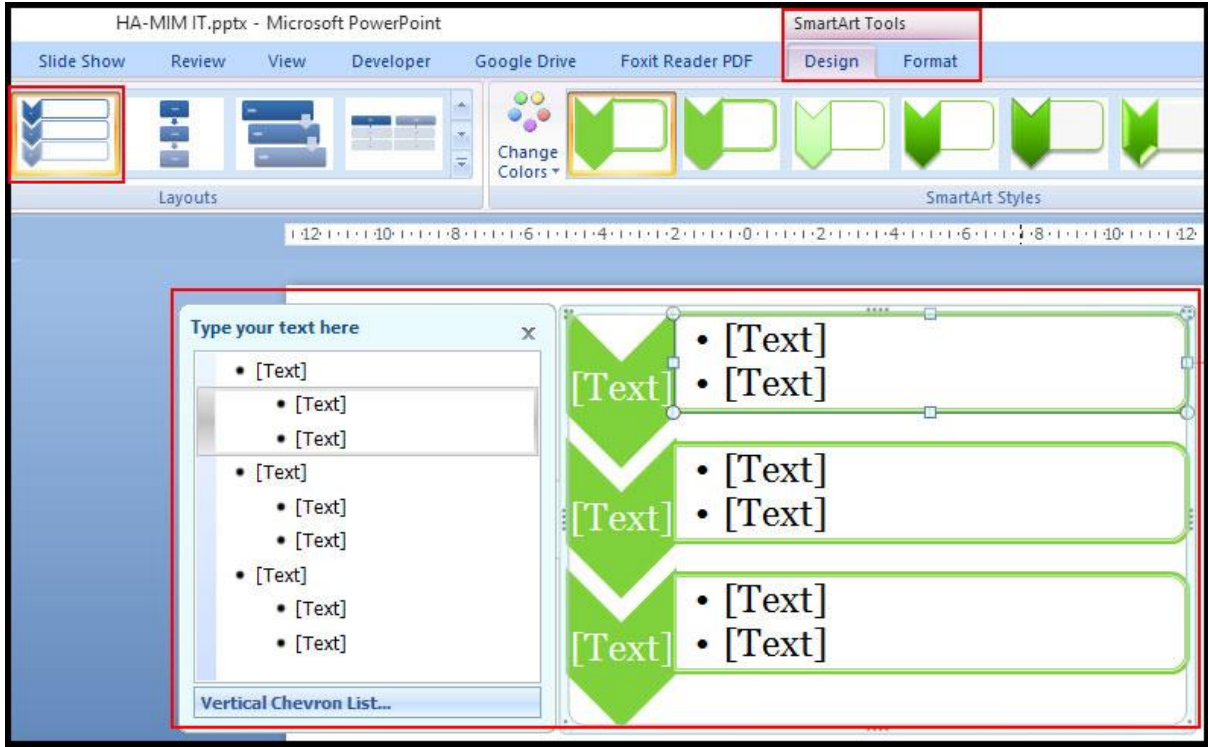 HA-MIM IT.pptx - Microsoft PowerPoint
SmartArt Tools
Slide Show Review View Developer Google Drive Foxit Reader PDF Design Format
Change
Colors
Layouts
SmartArt Styles
12 10 8 6 4 2 0 2 4 6 8 10 12
Type your text here x
• [Text]
• [Text]
• [Text]
• [Text]
• [Text]
• [Text]
• [Text]
• [Text]
• [Text]
Vertical Chevron List...
[Text]
• [Text]
• [Text]
[Text]
• [Text]
• [Text]
[Text]
• [Text]
• [Text]